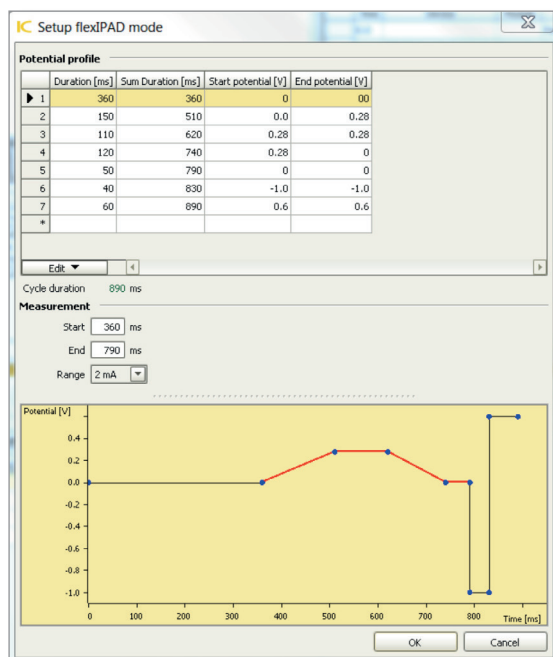 IC Setup flexIPAD mode
Potential profile
Duration [ms] Sum Duration [ms] Start potential [V] End potential [V]
1 360 360 0 00
2 150 510 0.0 0.28
3 110 620 0.28 0.28
4 120 740 0.28 0
5 50 790 0 0
6 40 830 -1.0 -1.0
7 60 890 0.6 0.6
*
Edit
Cycle duration 890 ms
Measurement
Start 360 ms
End 790 ms
Range 2 mA
Potential [V]
0.4
0.2
0.0
-0.2
-0.4
-0.6
-0.8
-1.0
0 100 200 300 400 500 600 700 800 Time [ms]
OK Cancel